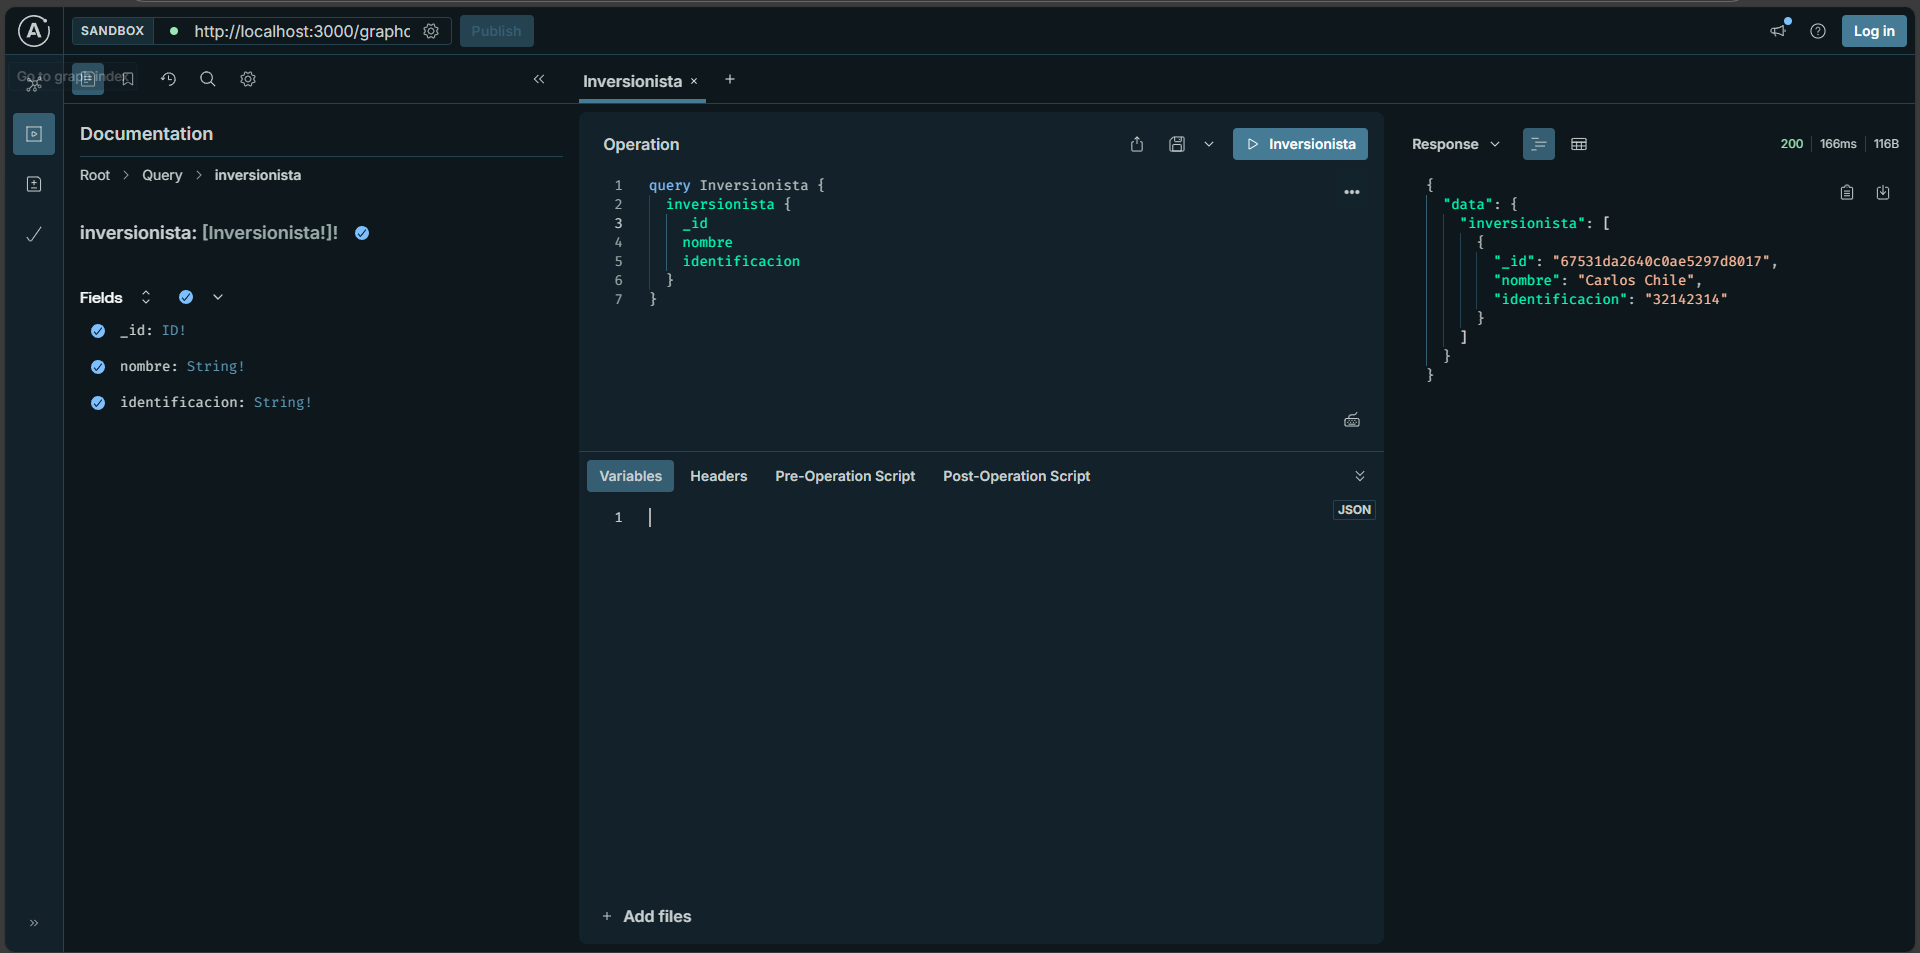 SANDBOX
http://localhost:3000/graphc
Publish
Log in
Go to graph index
Inversionista
Documentation
Root > Query > inversionista
inversionista: [Inversionista!]!
Fields
_id: ID!
nombre: String!
identificacion: String!
Operation
Inversionista
1 query Inversionista {
2 inversionista {
3 _id
4 nombre
5 identificacion
6 }
7 }
Variables
Headers
Pre-Operation Script
Post-Operation Script
1
JSON
+ Add files
Response
200
166ms
116B
{
"data": {
"inversionista": [
{
"_id": "67531da2640c0ae5297d8017",
"nombre": "Carlos Chile",
"identificacion": "32142314"
}
]
}
}